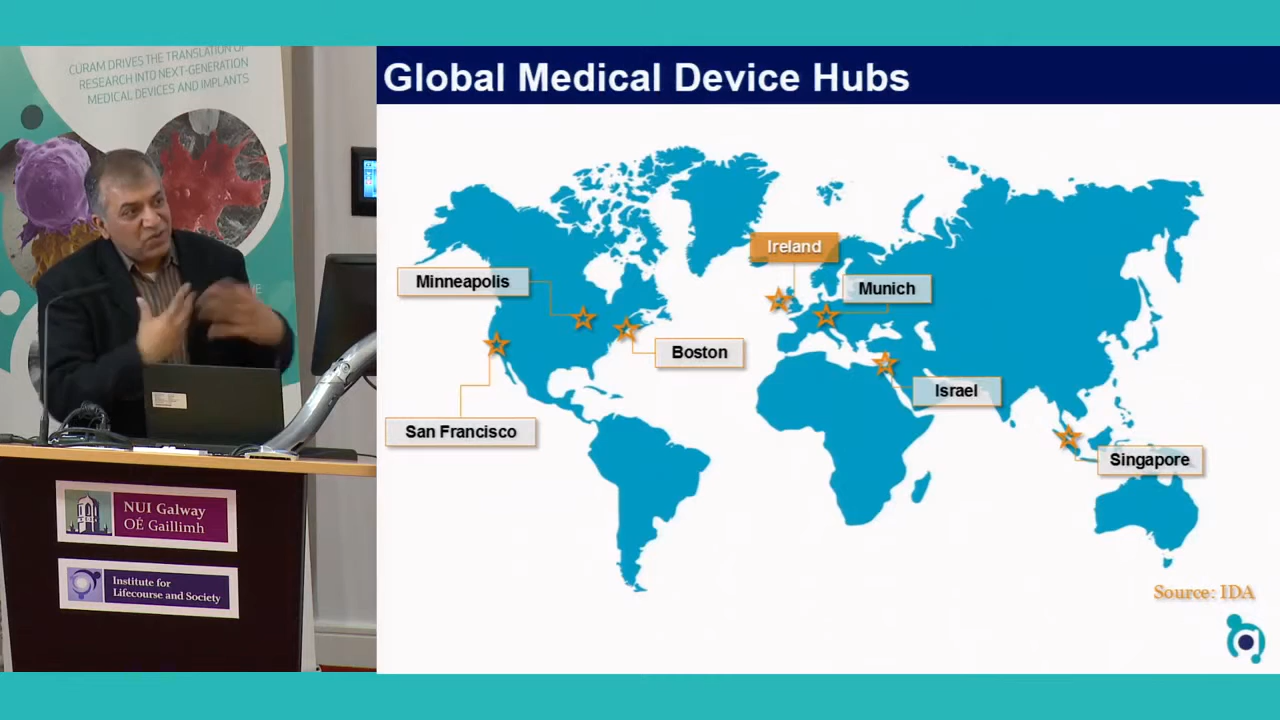 CÚRAM DRIVES THE TRANSLATION OF
RESEARCH INTO NEXT-GENERATION
MEDICAL DEVICES AND IMPLANTS
NUI Galway
OÉ Gaillimh
Institute for
Lifecourse and Society
Global Medical Device Hubs
Ireland
Minneapolis
Munich
Boston
Israel
San Francisco
Singapore
Source: IDA